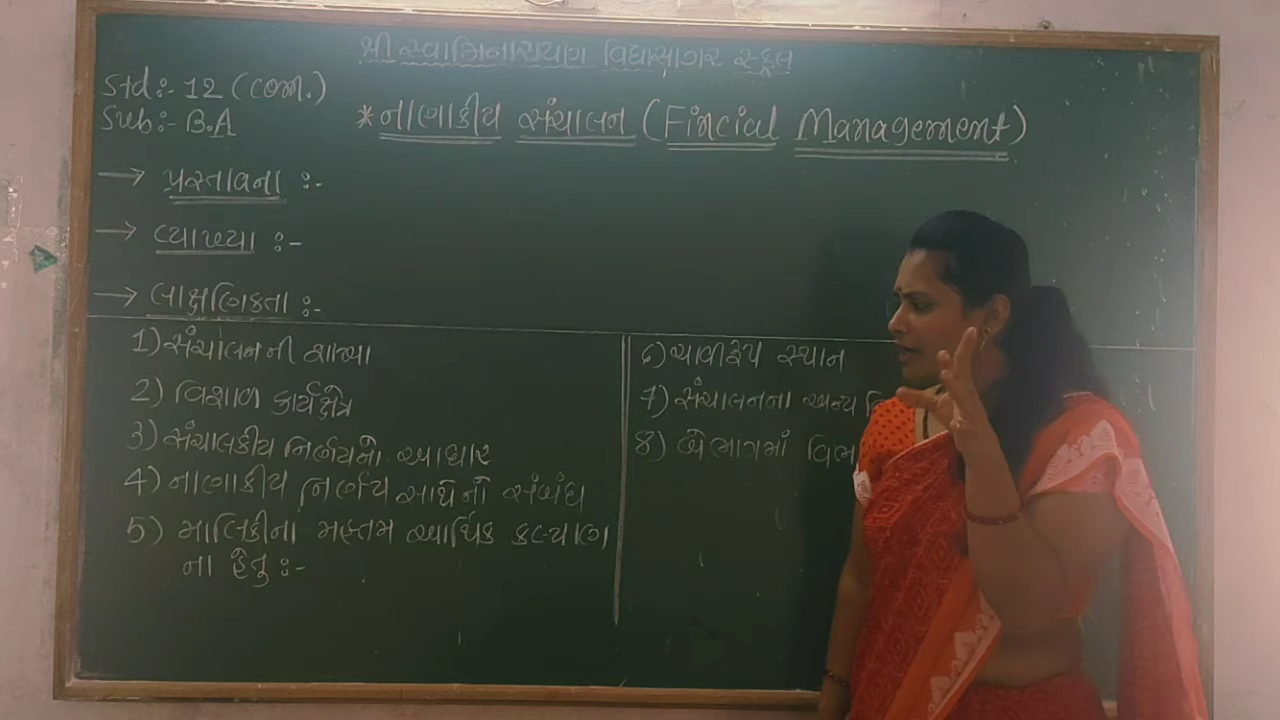 શ્રી સ્વામિનારાયણ વિદ્યાસાગર સ્કૂલ
Std:- 12 (com.)
Sub:- B.A
* નાણાકીય સંચાલન (Fincial Management)
→ પ્રસ્તાવના :-
→ વ્યાખ્યા :-
→ લાક્ષણિકતા :-
1) સંચાલનની શાખા
2) વિશાળ કાર્યક્ષેત્ર
3) સંચાલકીય નિર્ણયનો આધાર
4) નાણાકીય નિર્ણય સાથેનો સંબંધ
5) માલિકીના મહત્તમ આર્થિક કલ્યાણ
ના હેતુ :-
6) ચાવીરૂપ સ્થાન
7) સંચાલનના અન્ય
8) બે ભાગમાં